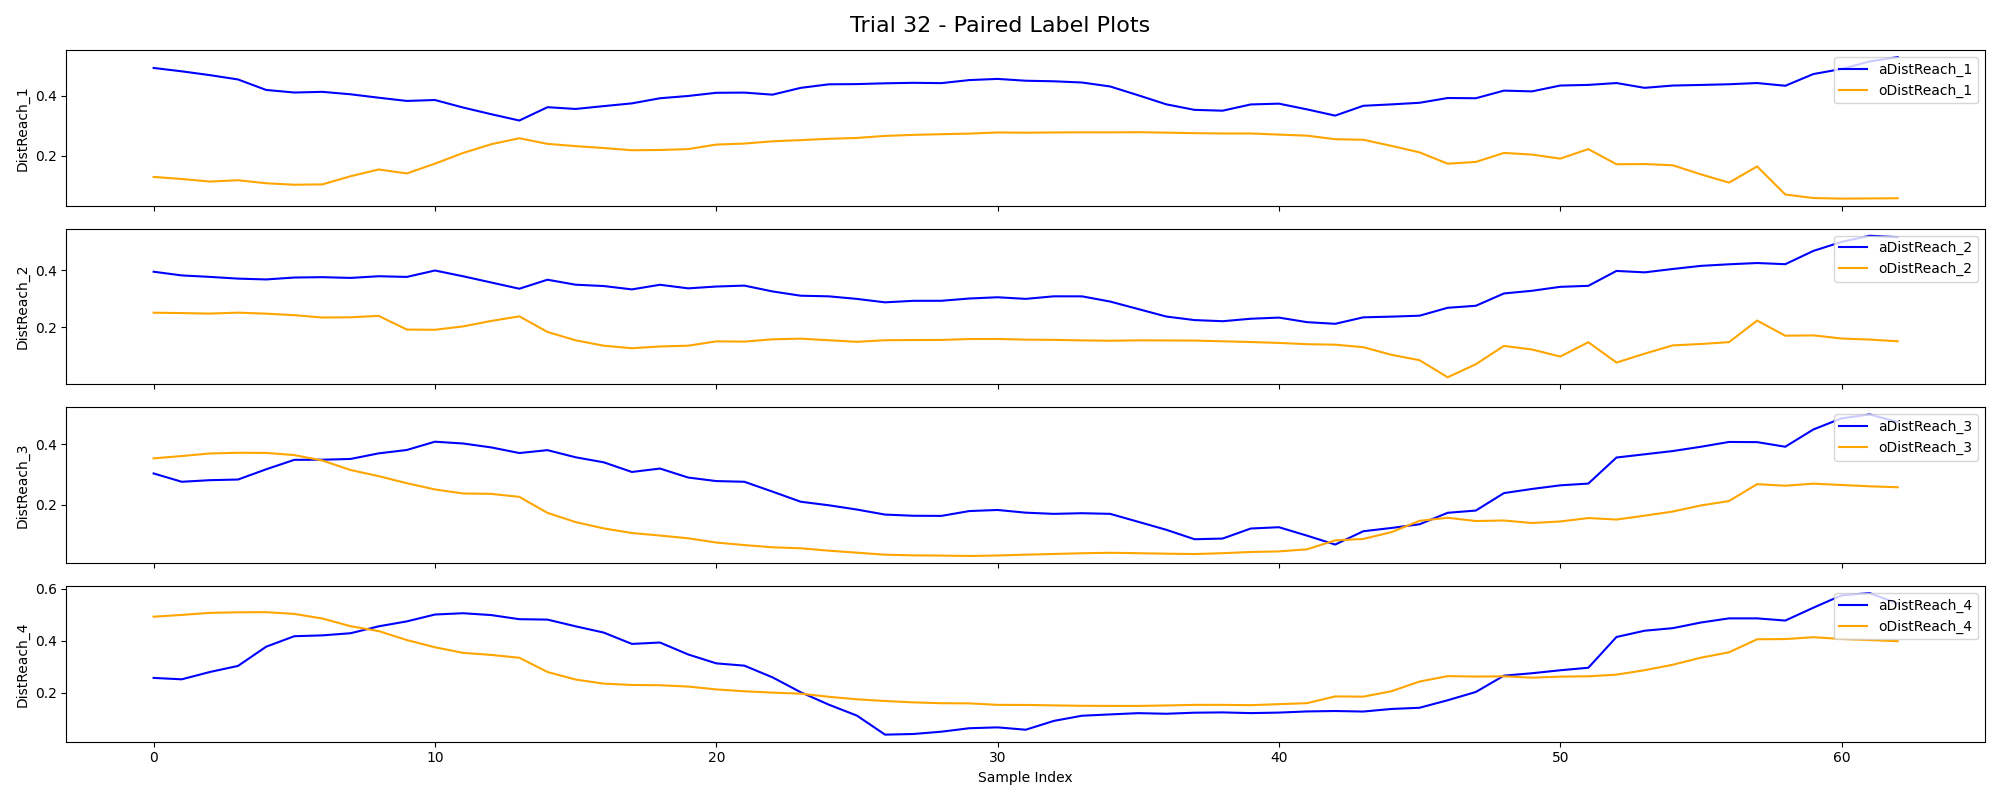 Trial 32 - Paired Label Plots
DistReach_1
0.4
0.2
aDistReach_1
oDistReach_1
DistReach_2
0.4
0.2
aDistReach_2
oDistReach_2
DistReach_3
0.4
0.2
aDistReach_3
oDistReach_3
DistReach_4
0.6
0.4
0.2
aDistReach_4
oDistReach_4
0 10 20 30 40 50 60
Sample Index